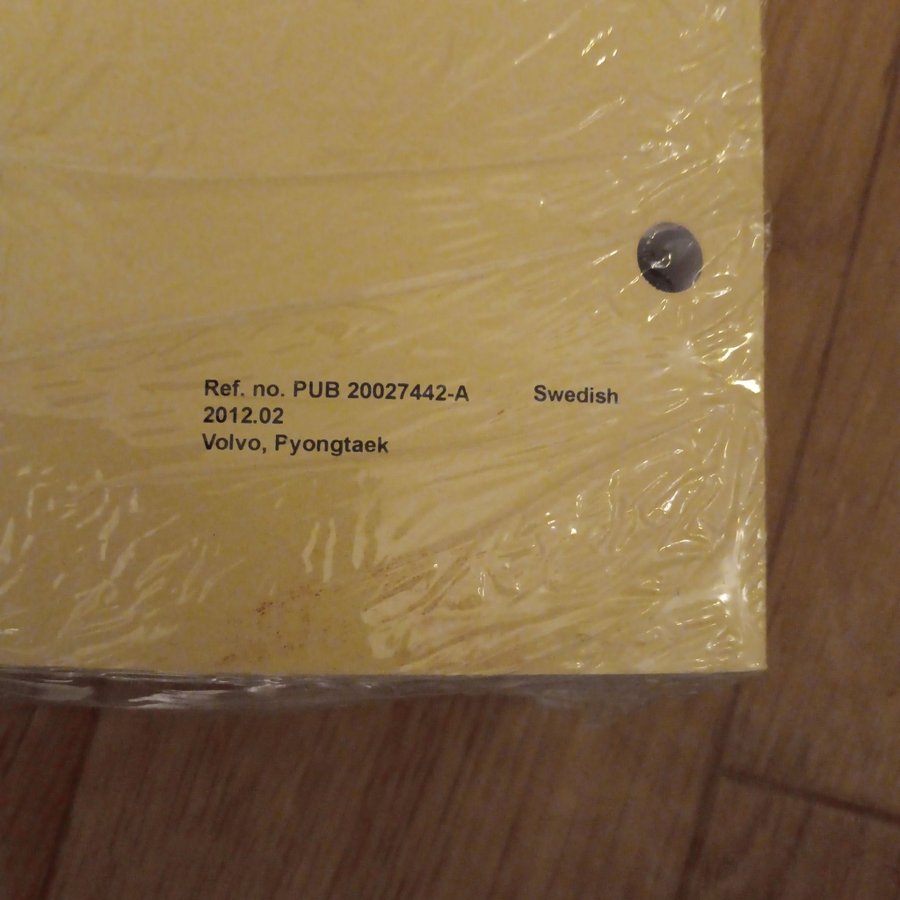 Ref. no. PUB 20027442-A Swedish
2012.02
Volvo, Pyongtaek